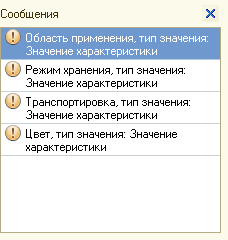 Сообщения
Область применения, тип значения:
Значение характеристики
Режим хранения, тип значения:
Значение характеристики
Транспортировка, тип значения:
Значение характеристики
Цвет, тип значения: Значение
характеристики